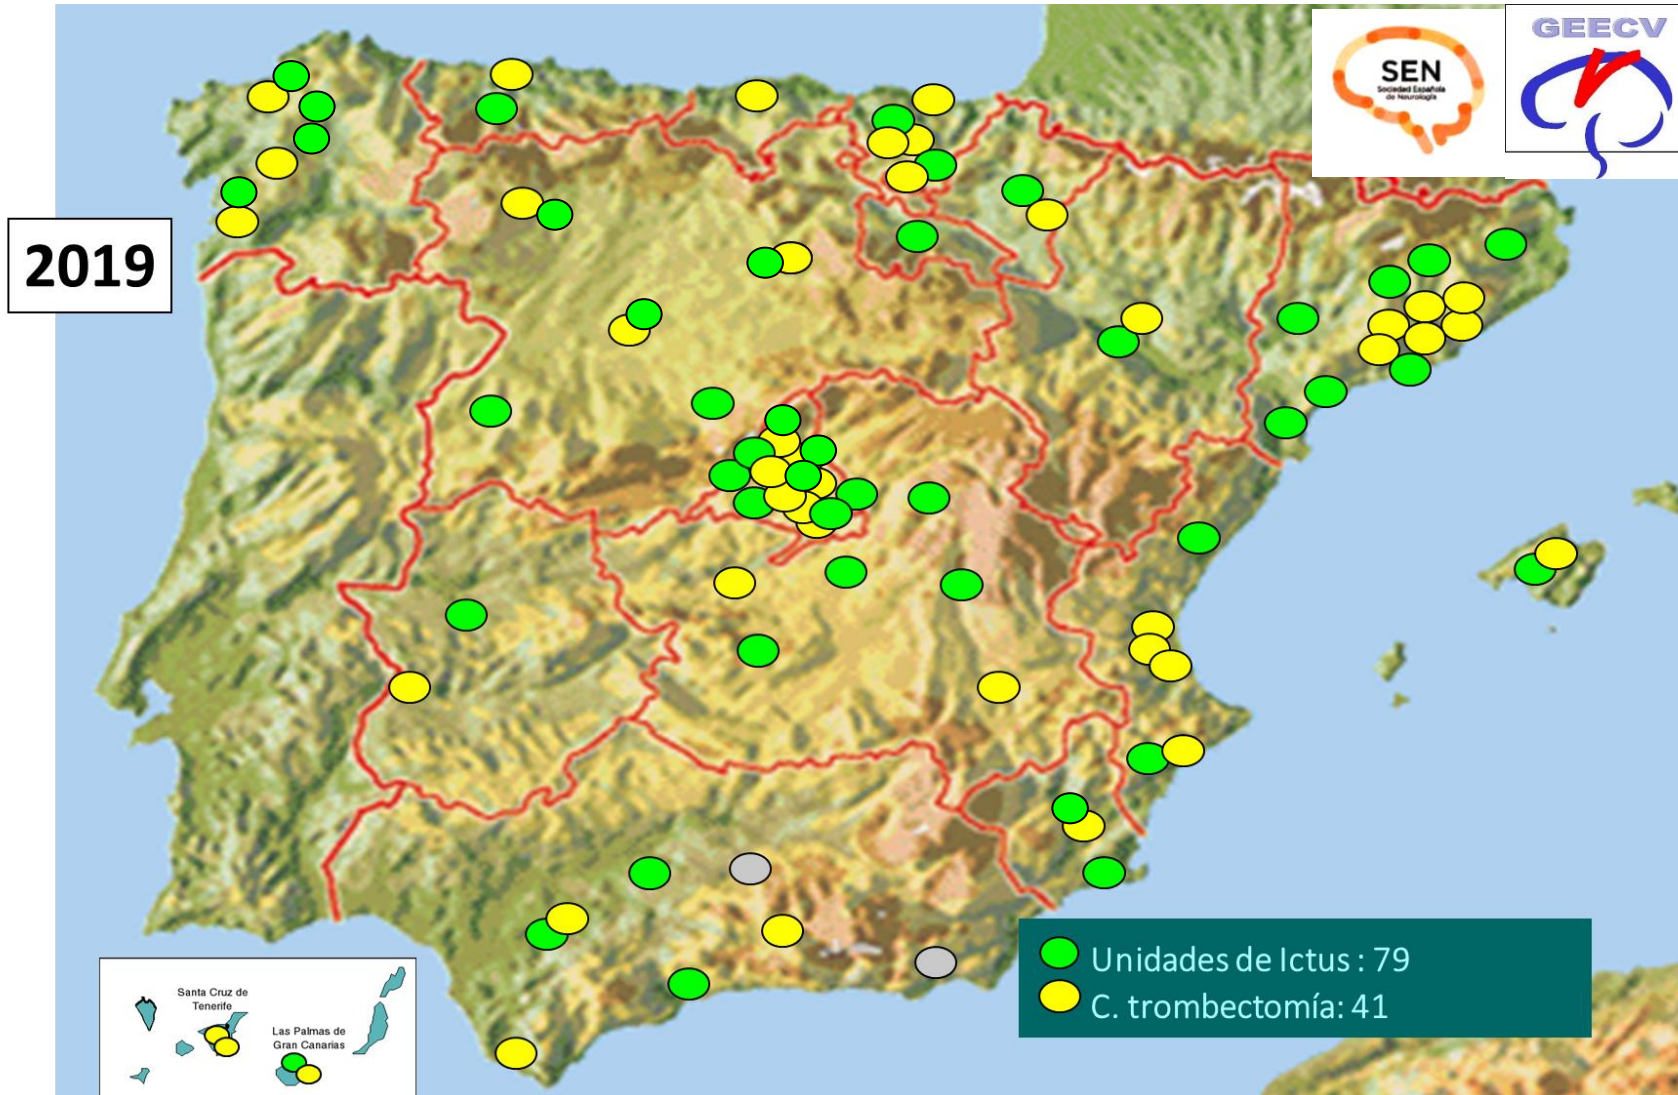 GEECV
SEN
Sociedad Española
de Neurología
2019
Unidades de Ictus : 79
C. trombectomía: 41
Santa Cruz de
Tenerife
Las Palmas de
Gran Canarias